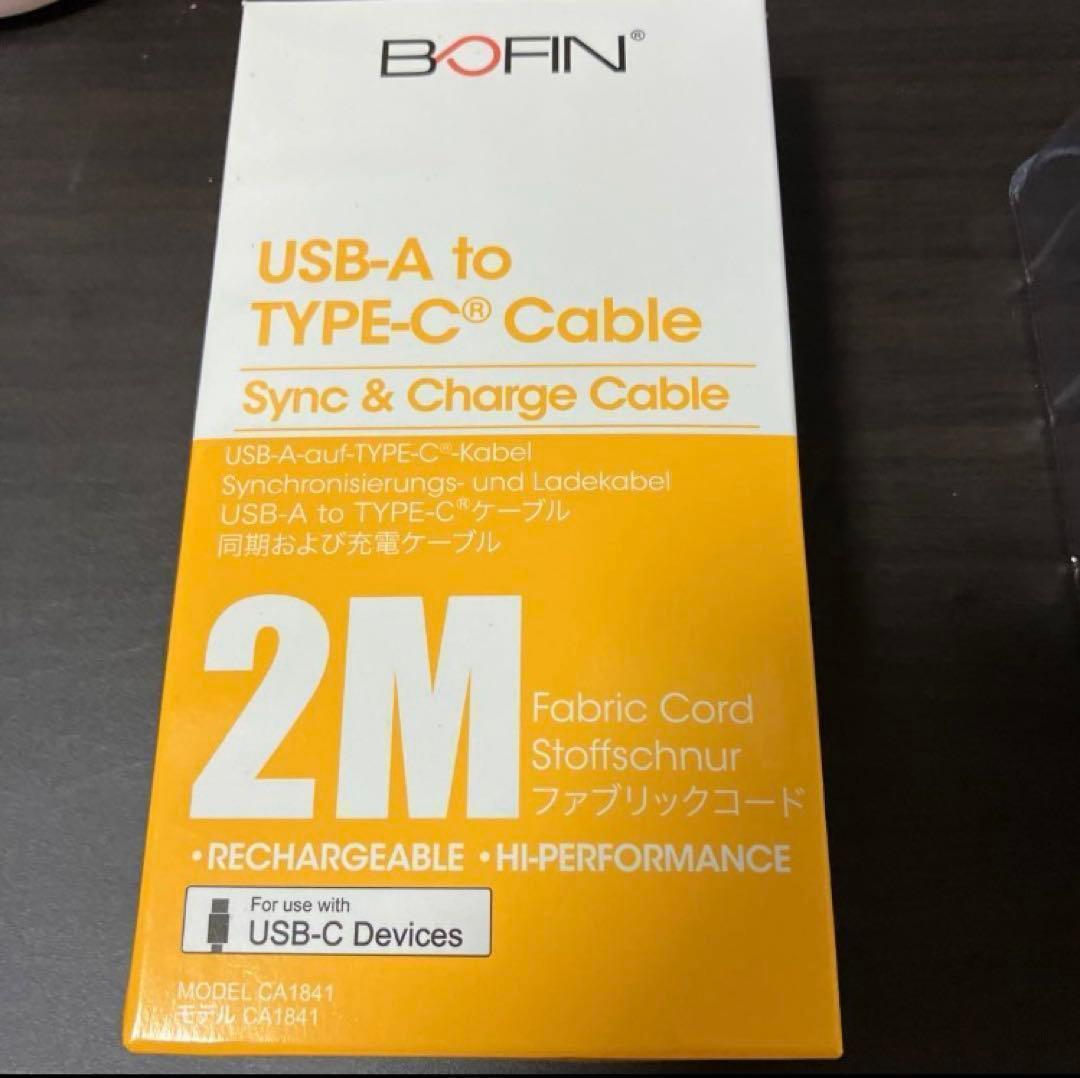 BOFIN®
USB-A to
TYPE-C® Cable
Sync & Charge Cable
USB-A-auf-TYPE-C®-Kabel
Synchronisierungs- und Ladekabel
USB-A to TYPE-C®ケーブル
同期および充電ケーブル
2M
Fabric Cord
Stoffschnur
ファブリックコード
•RECHARGEABLE •HI-PERFORMANCE
For use with
USB-C Devices
MODEL CA1841
モデル CA1841